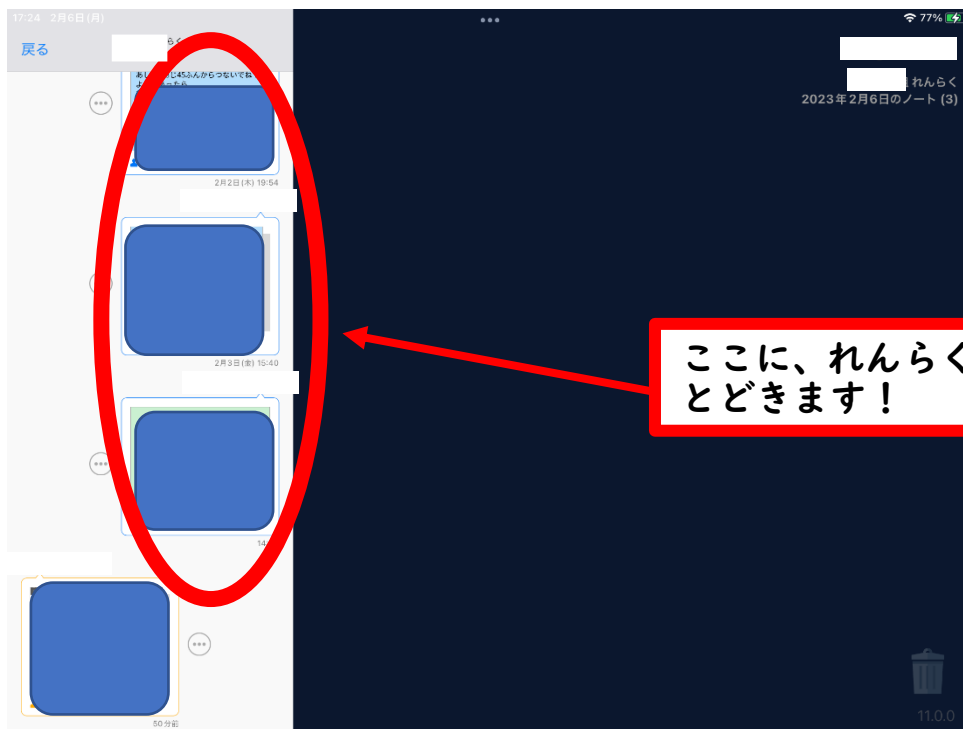 17:24 2月6日(月)
77%
戻る
れんらく
2023年2月6日のノート (3)
2月2日(木) 19:54
2月3日(金) 15:40
ここに、れんらく
とどきます！
50分前
11.0.0